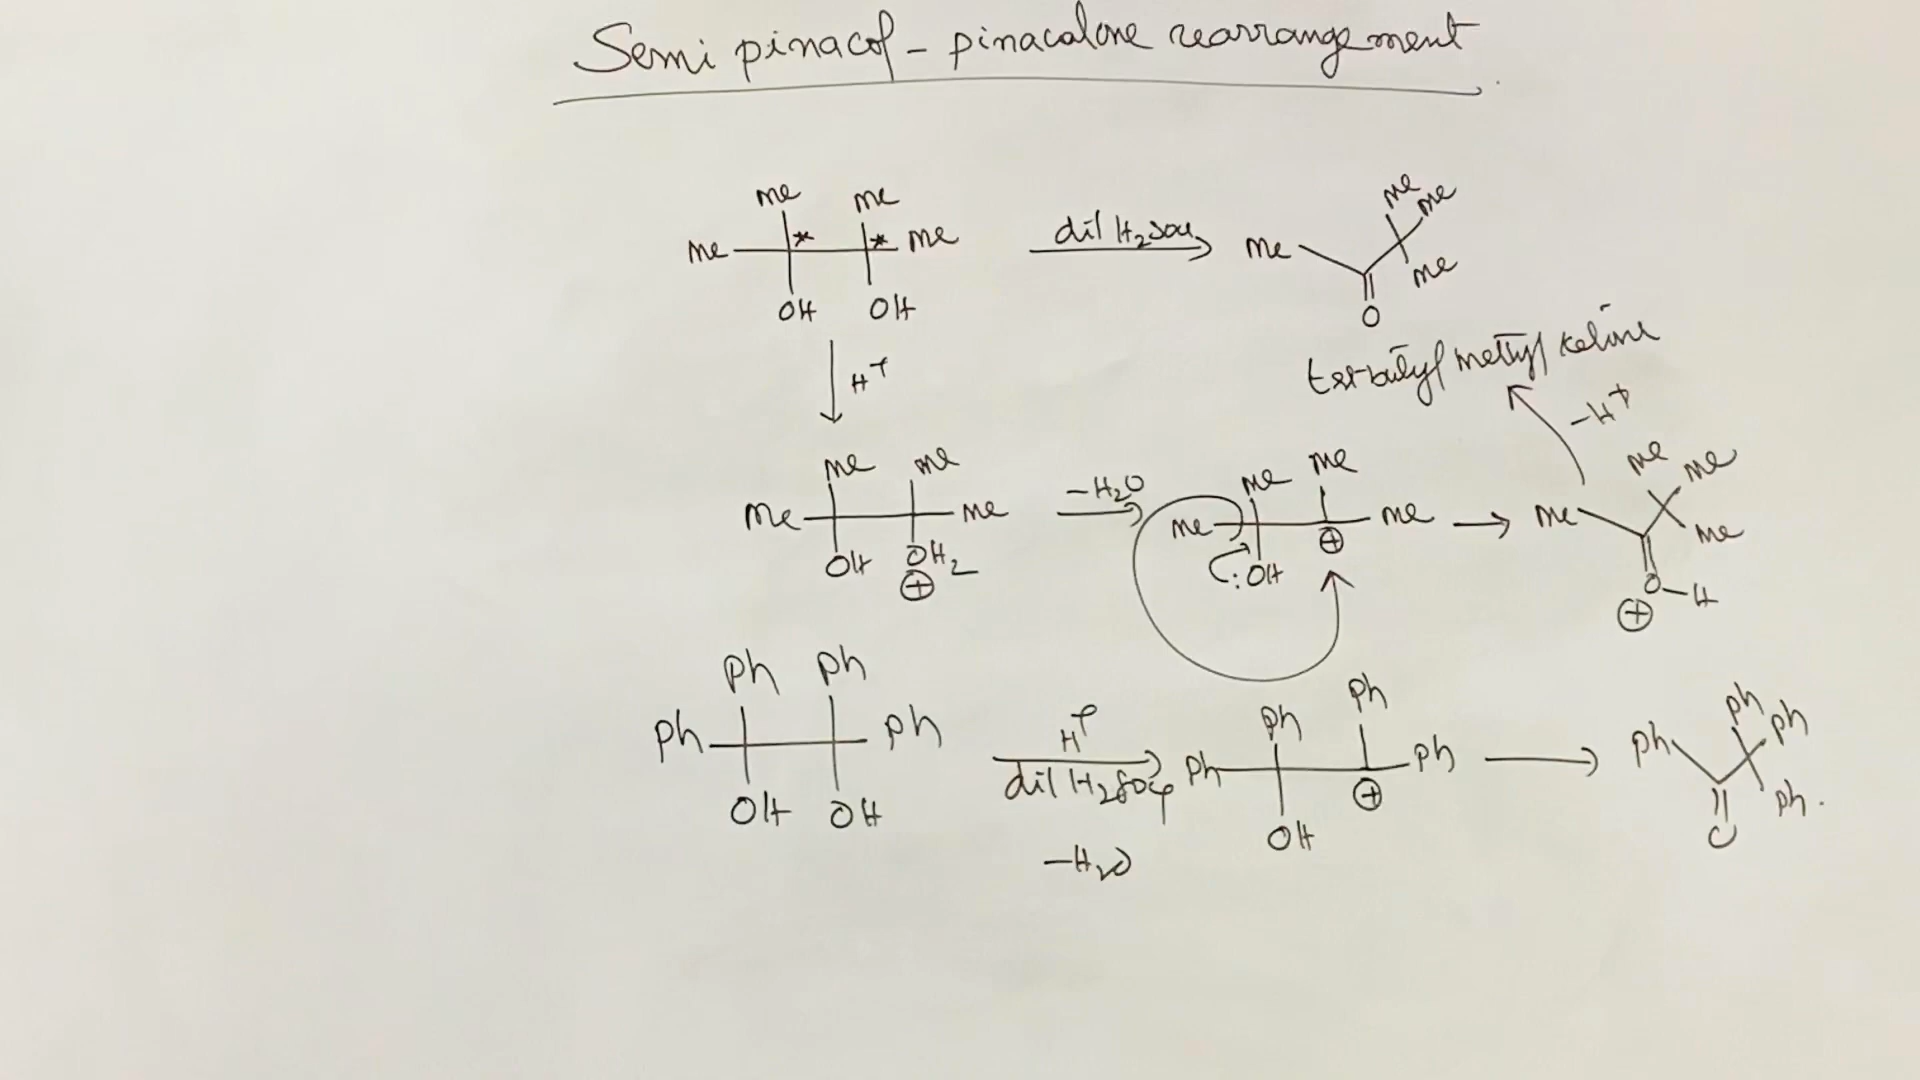 Semi pinacol - pinacalone rearrangement
Me Me Me Me
Me * * Me dil H2SO4 Me Me
OH OH O
H+ tert-butyl methyl ketone
-H+
Me Me Me Me Me Me
Me Me -H2O Me Me Me Me
OH OH2 :OH + O-H
+ +
Ph Ph Ph Ph Ph
Ph Ph H+ Ph Ph Ph Ph
dil H2SO4 + Ph.
OH OH OH O
-H2O